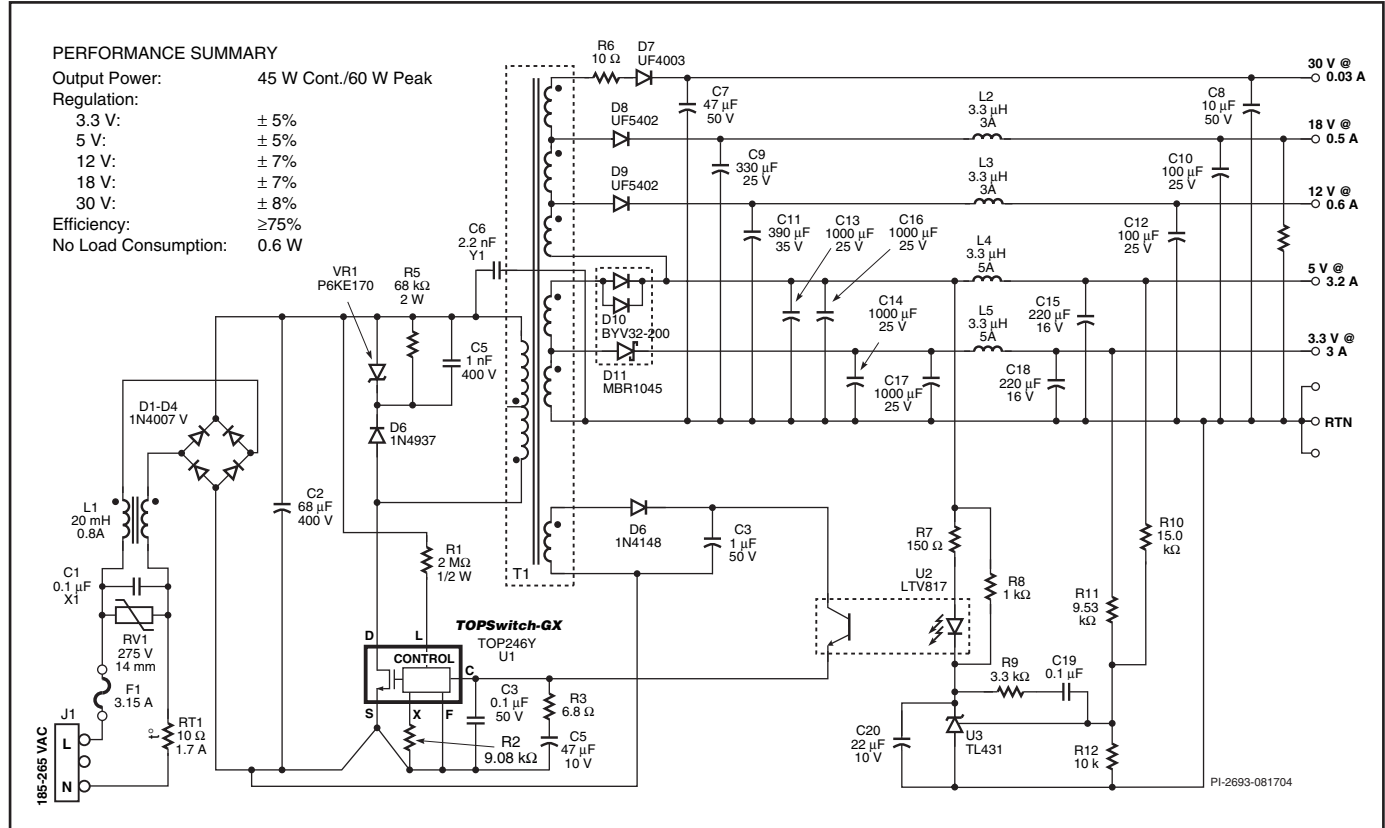 PERFORMANCE SUMMARY
Output Power: 45 W Cont./60 W Peak
Regulation:
3.3 V: ± 5%
5 V: ± 5%
12 V: ± 7%
18 V: ± 7%
30 V: ± 8%
Efficiency: ≥75%
No Load Consumption: 0.6 W
R6
10 Ω
D7
UF4003
C7
47 µF
50 V
D8
UF5402
L2
3.3 µH
3A
C8
10 µF
50 V
30 V @
0.03 A
18 V @
0.5 A
D9
UF5402
C9
330 µF
25 V
L3
3.3 µH
3A
C10
100 µF
25 V
12 V @
0.6 A
C6
2.2 nF
Y1
C11
390 µF
35 V
C13
1000 µF
25 V
C16
1000 µF
25 V
C12
100 µF
25 V
L4
3.3 µH
5A
5 V @
3.2 A
VR1
P6KE170
R5
68 kΩ
2 W
C5
1 nF
400 V
D10
BYV32-200
D11
MBR1045
C14
1000 µF
25 V
L5
3.3 µH
5A
C15
220 µF
16 V
3.3 V @
3 A
C17
1000 µF
25 V
C18
220 µF
16 V
RTN
D1-D4
1N4007 V
D6
1N4937
L1
20 mH
0.8A
C2
68 µF
400 V
C1
0.1 µF
X1
RV1
275 V
14 mm
F1
3.15 A
J1
L
N
185-265 VAC
t°
RT1
10 Ω
1.7 A
R1
2 MΩ
1/2 W
T1
D6
1N4148
C3
1 µF
50 V
R7
150 Ω
U2
LTV817
R8
1 kΩ
R10
15.0
kΩ
R11
9.53
kΩ
TOPSwitch-GX
TOP246Y
U1
D
L
CONTROL
C
S
X
F
R2
9.08 kΩ
C3
0.1 µF
50 V
R3
6.8 Ω
C5
47 µF
10 V
R9
3.3 kΩ
C19
0.1 µF
C20
22 µF
10 V
U3
TL431
R12
10 k
PI-2693-081704